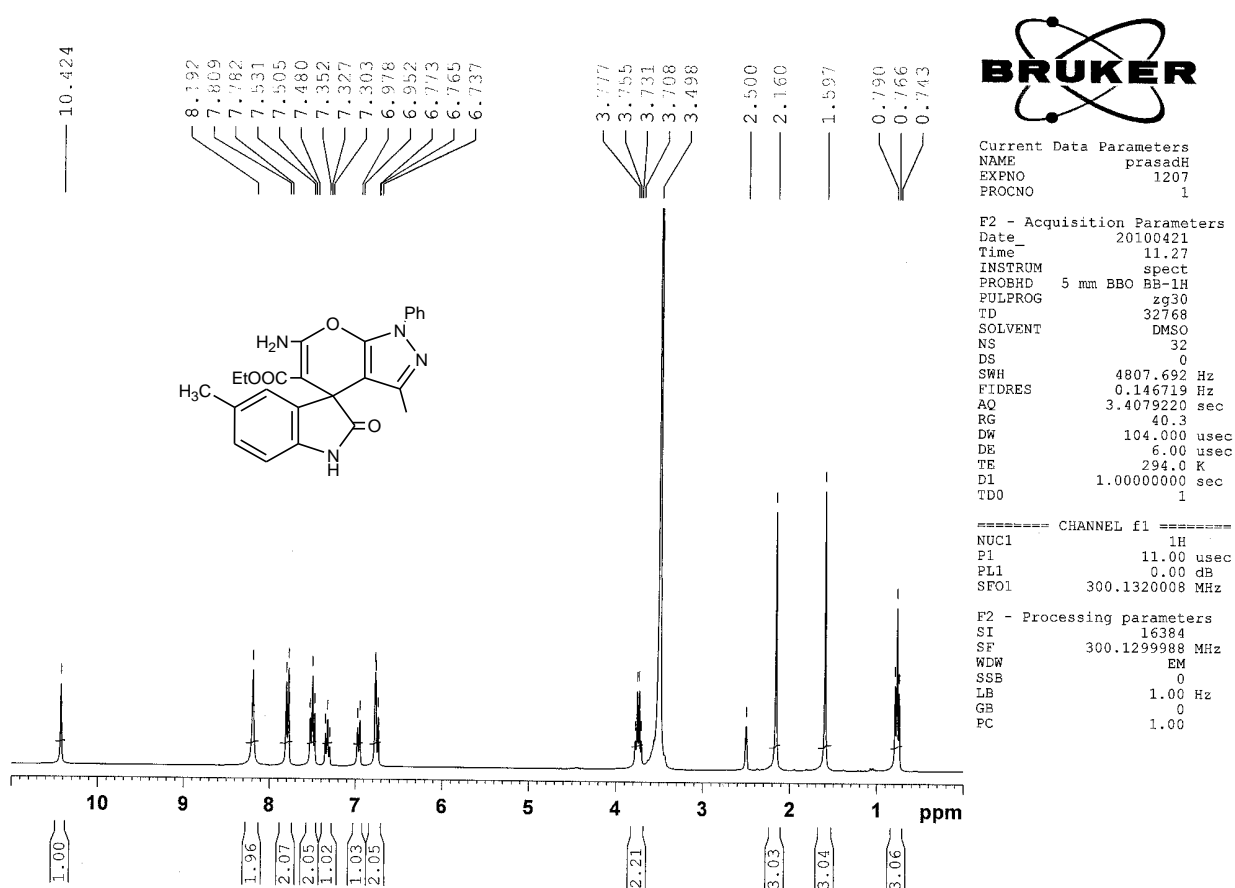 10.424
8.192
7.809
7.782
7.531
7.505
7.480
7.352
7.327
7.303
6.978
6.952
6.773
6.765
6.737
3.777
3.755
3.731
3.708
3.498
2.500
2.160
1.597
0.790
0.766
0.743
BRUKER
Current Data Parameters
NAME prasadH
EXPNO 1207
PROCNO 1
F2 - Acquisition Parameters
Date_ 20100421
Time 11.27
INSTRUM spect
PROBHD 5 mm BBO BB-1H
PULPROG zg30
TD 32768
SOLVENT DMSO
NS 32
DS 0
SWH 4807.692 Hz
FIDRES 0.146719 Hz
AQ 3.4079220 sec
RG 40.3
DW 104.000 usec
DE 6.00 usec
TE 294.0 K
D1 1.00000000 sec
TD0 1
======== CHANNEL f1 ========
NUC1 1H
P1 11.00 usec
PL1 0.00 dB
SFO1 300.1320008 MHz
F2 - Processing parameters
SI 16384
SF 300.1299988 MHz
WDW EM
SSB 0
LB 1.00 Hz
GB 0
PC 1.00
Ph
O
N
H2N
N
EtOOC
H3C
O
N
H
10 9 8 7 6 5 4 3 2 1 ppm
1.00
1.96
2.07
2.05
1.02
1.03
2.05
2.21
3.03
3.04
3.06